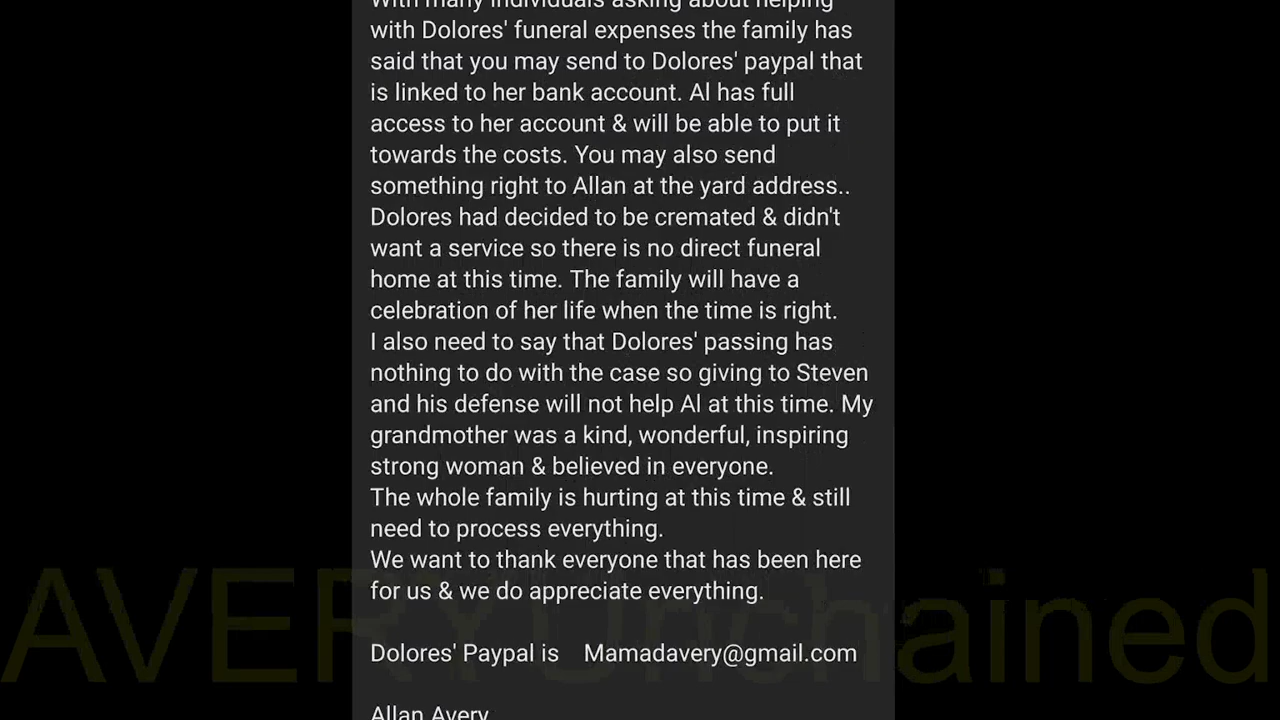 With many individuals asking about helping
with Dolores' funeral expenses the family has
said that you may send to Dolores' paypal that
is linked to her bank account. Al has full
access to her account & will be able to put it
towards the costs. You may also send
something right to Allan at the yard address..
Dolores had decided to be cremated & didn't
want a service so there is no direct funeral
home at this time. The family will have a
celebration of her life when the time is right.
I also need to say that Dolores' passing has
nothing to do with the case so giving to Steven
and his defense will not help Al at this time. My
grandmother was a kind, wonderful, inspiring
strong woman & believed in everyone.
The whole family is hurting at this time & still
need to process everything.
We want to thank everyone that has been here
for us & we do appreciate everything.
Dolores' Paypal is Mamadavery@gmail.com
Allan Avery
AVERYUnchained